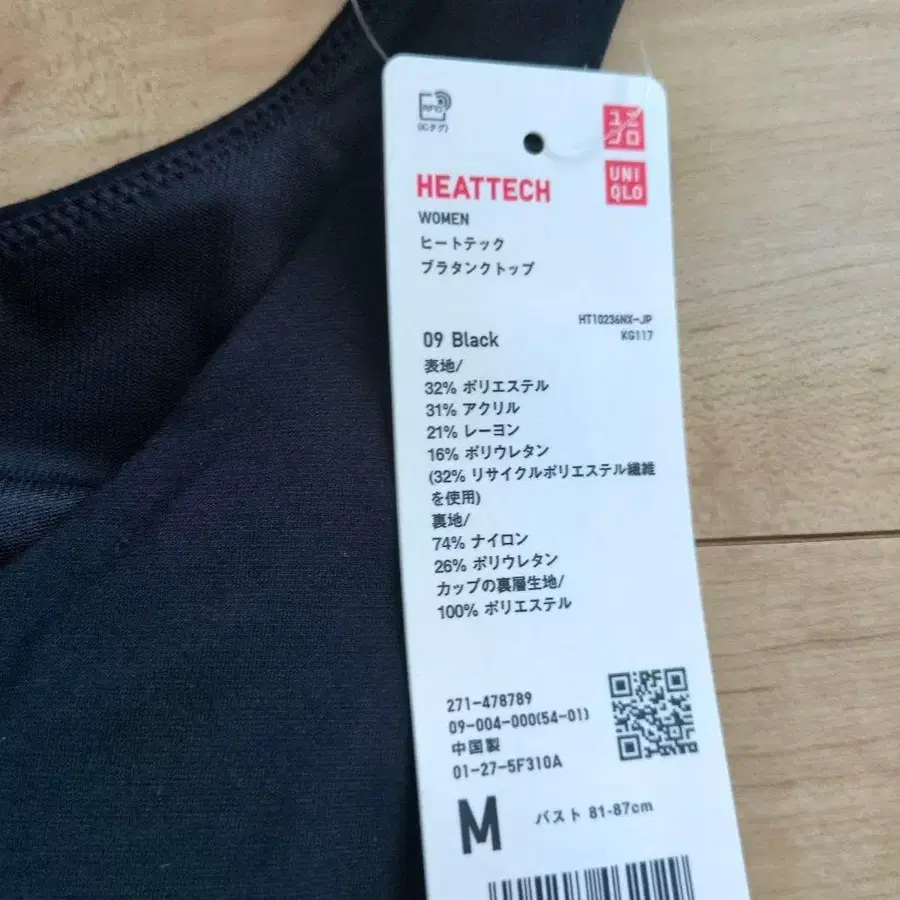 RFID
(ICタグ)
ユニ
クロ
UNI
QLO
HEATTECH
WOMEN
ヒートテック
ブラタンクトップ
HT10236NX-JP
KG117
09 Black
表地/
32% ポリエステル
31% アクリル
21% レーヨン
16% ポリウレタン
(32% リサイクルポリエステル繊維
を使用)
裏地/
74% ナイロン
26% ポリウレタン
カップの裏層生地/
100% ポリエステル
271-478789
09-004-000(54-01)
中国製
01-27-5F310A
M
バスト 81-87cm